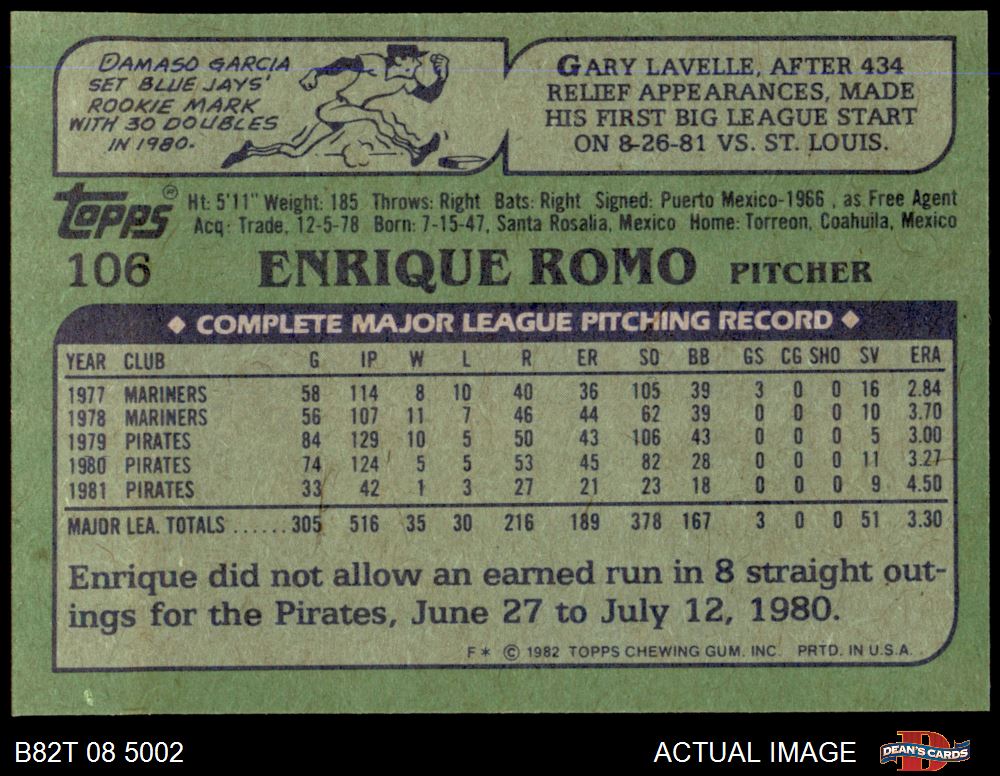 DAMASO GARCIA
SET BLUE JAYS'
ROOKIE MARK
WITH 30 DOUBLES
IN 1980.
GARY LAVELLE, AFTER 434
RELIEF APPEARANCES, MADE
HIS FIRST BIG LEAGUE START
ON 8-26-81 VS. ST. LOUIS.
Topps®
Ht: 5'11" Weight: 185 Throws: Right Bats: Right Signed: Puerto Mexico-1966 , as Free Agent
Acq: Trade, 12-5-78 Born: 7-15-47, Santa Rosalia, Mexico Home: Torreon, Coahuila, Mexico
106 ENRIQUE ROMO PITCHER
◆ COMPLETE MAJOR LEAGUE PITCHING RECORD ◆
YEAR CLUB G IP W L R ER SO BB GS CG SHO SV ERA
1977 MARINERS 58 114 8 10 40 36 105 39 3 0 0 16 2.84
1978 MARINERS 56 107 11 7 46 44 62 39 0 0 0 10 3.70
1979 PIRATES 84 129 10 5 50 43 106 43 0 0 0 5 3.00
1980 PIRATES 74 124 5 5 53 45 82 28 0 0 0 11 3.27
1981 PIRATES 33 42 1 3 27 21 23 18 0 0 0 9 4.50
MAJOR LEA. TOTALS ......305 516 35 30 216 189 378 167 3 0 0 51 3.30
Enrique did not allow an earned run in 8 straight out-
ings for the Pirates, June 27 to July 12, 1980.
F* © 1982 TOPPS CHEWING GUM, INC. PRTD. IN U.S.A.
B82T 08 5002 ACTUAL IMAGE D DEAN'S CARDS